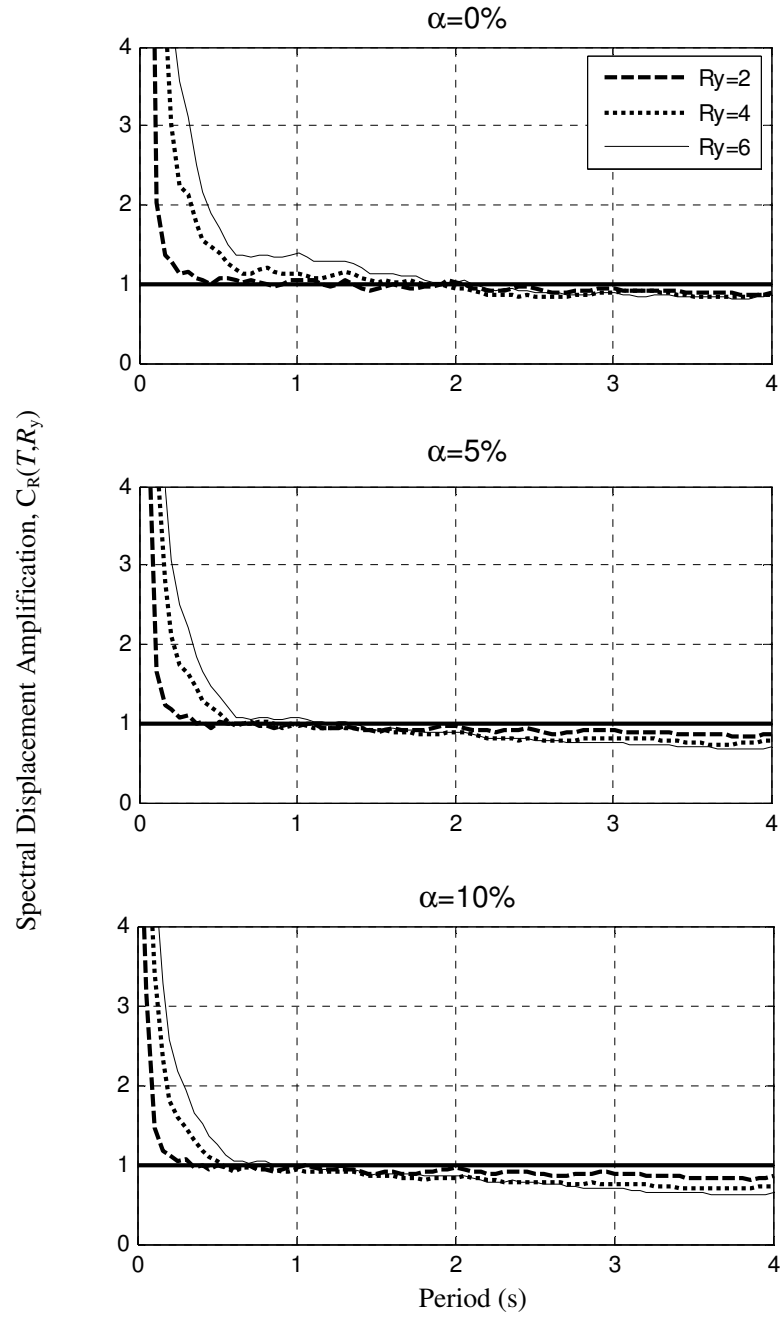 α=0%
4
3
2
1
0
0 1 2 3 4
Ry=2
Ry=4
Ry=6
Spectral Displacement Amplification, C_R(T,R_y)
α=5%
4
3
2
1
0
0 1 2 3 4
α=10%
4
3
2
1
0
0 1 2 3 4
Period (s)